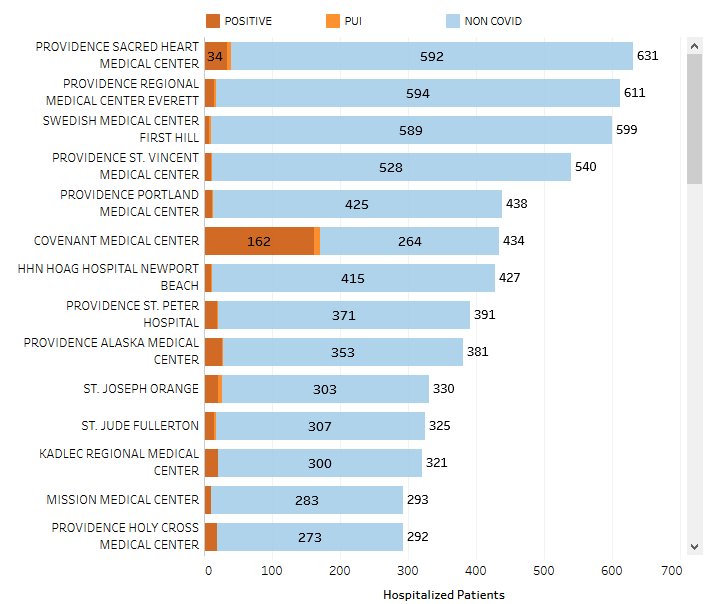 POSITIVE
PUI
NON COVID
PROVIDENCE SACRED HEART
MEDICAL CENTER
34
592
631
PROVIDENCE REGIONAL
MEDICAL CENTER EVERETT
594
611
SWEDISH MEDICAL CENTER
FIRST HILL
589
599
PROVIDENCE ST. VINCENT
MEDICAL CENTER
528
540
PROVIDENCE PORTLAND
MEDICAL CENTER
425
438
COVENANT MEDICAL CENTER
162
264
434
HHN HOAG HOSPITAL NEWPORT
BEACH
415
427
PROVIDENCE ST. PETER
HOSPITAL
371
391
PROVIDENCE ALASKA MEDICAL
CENTER
353
381
ST. JOSEPH ORANGE
303
330
ST. JUDE FULLERTON
307
325
KADLEC REGIONAL MEDICAL
CENTER
300
321
MISSION MEDICAL CENTER
283
293
PROVIDENCE HOLY CROSS
MEDICAL CENTER
273
292
0 100 200 300 400 500 600 700
Hospitalized Patients